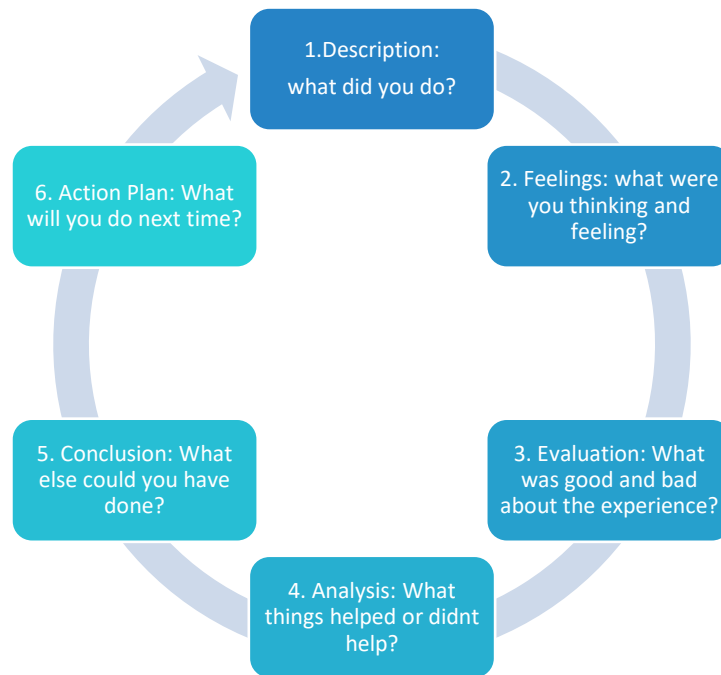 1.Description:
what did you do?
2. Feelings: what were
you thinking and
feeling?
3. Evaluation: What
was good and bad
about the experience?
4. Analysis: What
things helped or didnt
help?
5. Conclusion: What
else could you have
done?
6. Action Plan: What
will you do next time?